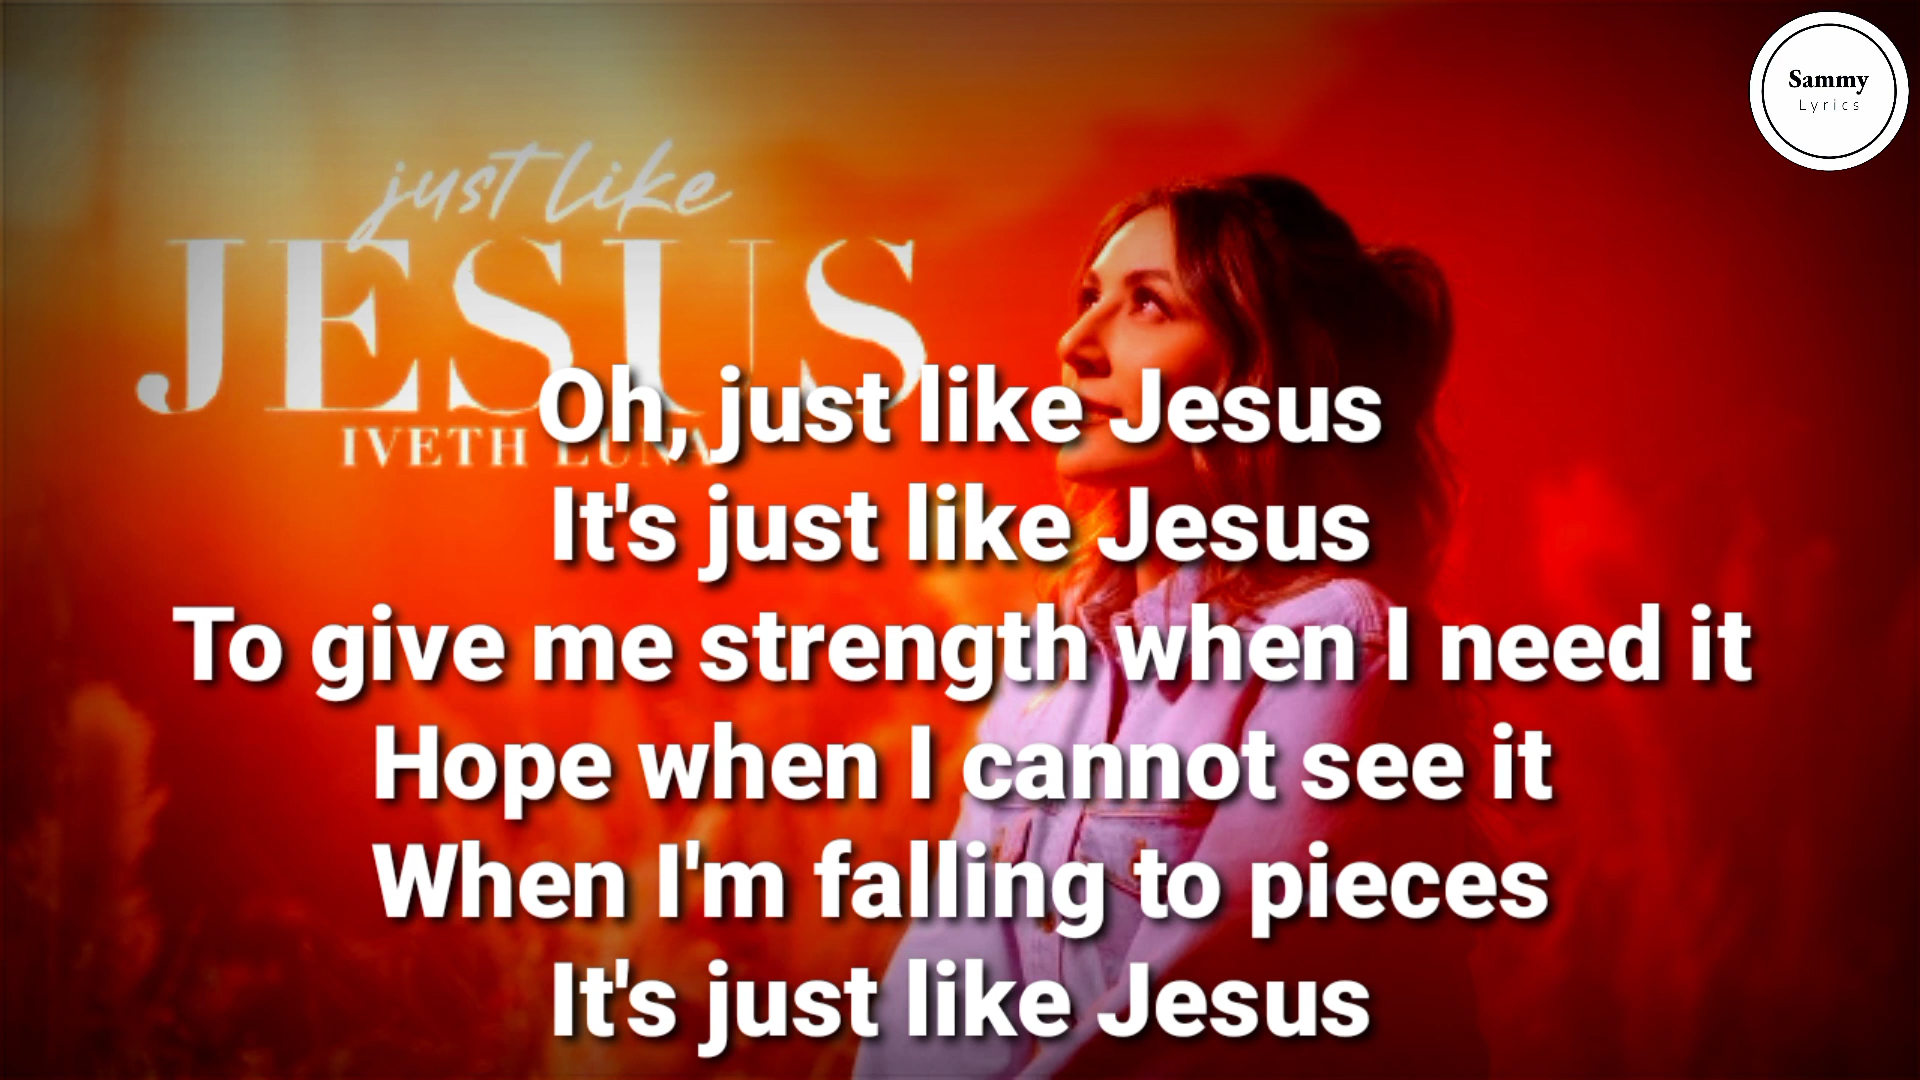 Sammy
Lyrics
just like
JESUS
IVETH LUNA
Oh, just like Jesus
It's just like Jesus
To give me strength when I need it
Hope when I cannot see it
When I'm falling to pieces
It's just like Jesus